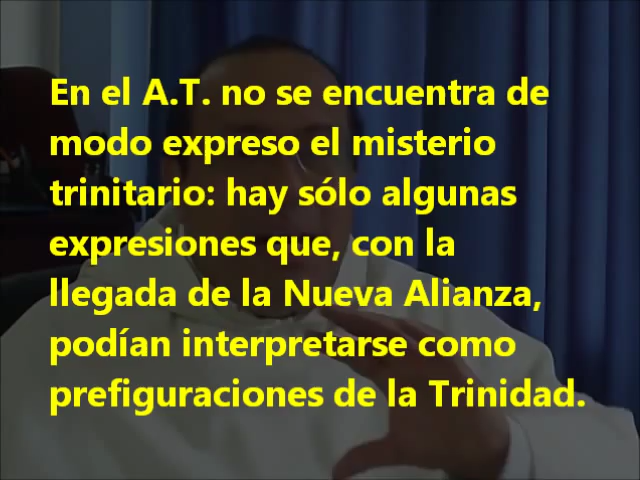 En el A.T. no se encuentra de
modo expreso el misterio
trinitario: hay sólo algunas
expresiones que, con la
llegada de la Nueva Alianza,
podían interpretarse como
prefiguraciones de la Trinidad.